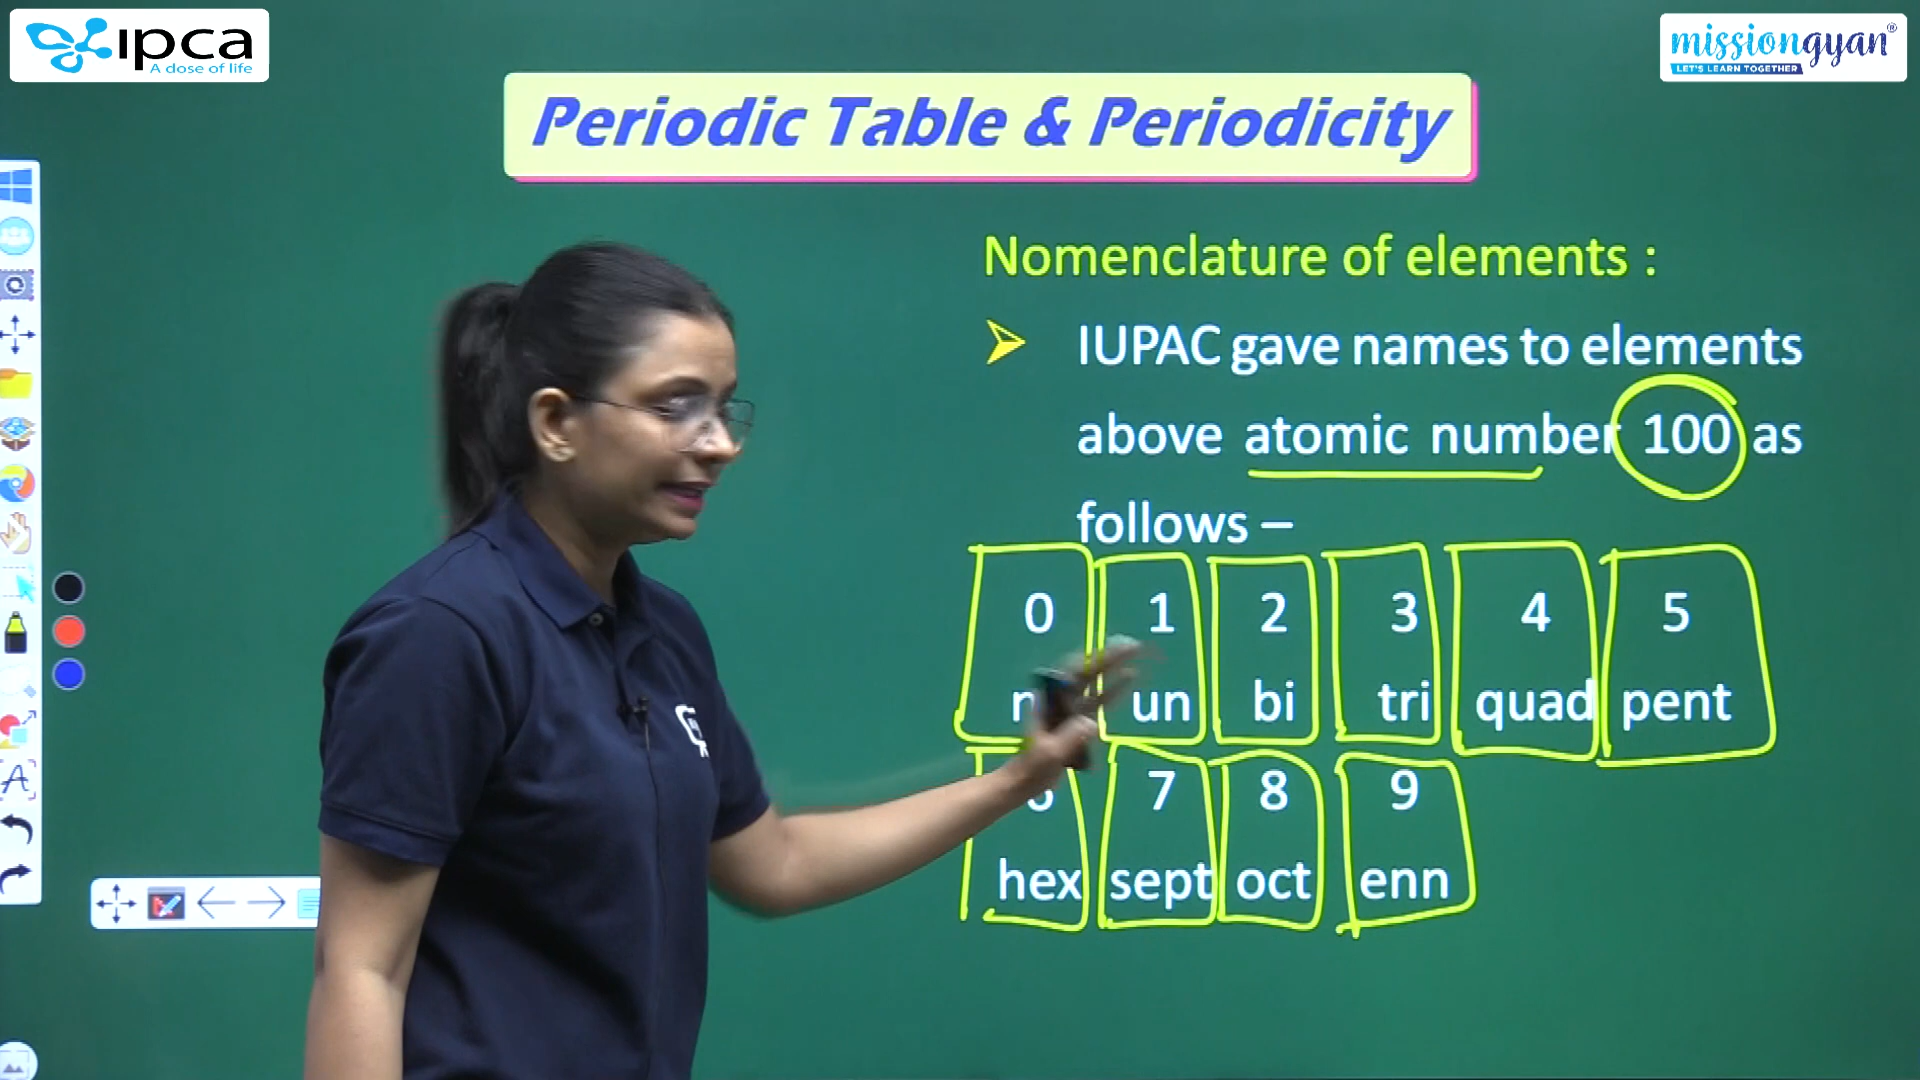 ipca
A dose of life
missiongyan®
LET'S LEARN TOGETHER
Periodic Table & Periodicity
Nomenclature of elements :
IUPAC gave names to elements
above atomic number 100 as
follows –
0 1 2 3 4 5
un bi tri quad pent
7 8 9
hex sept oct enn